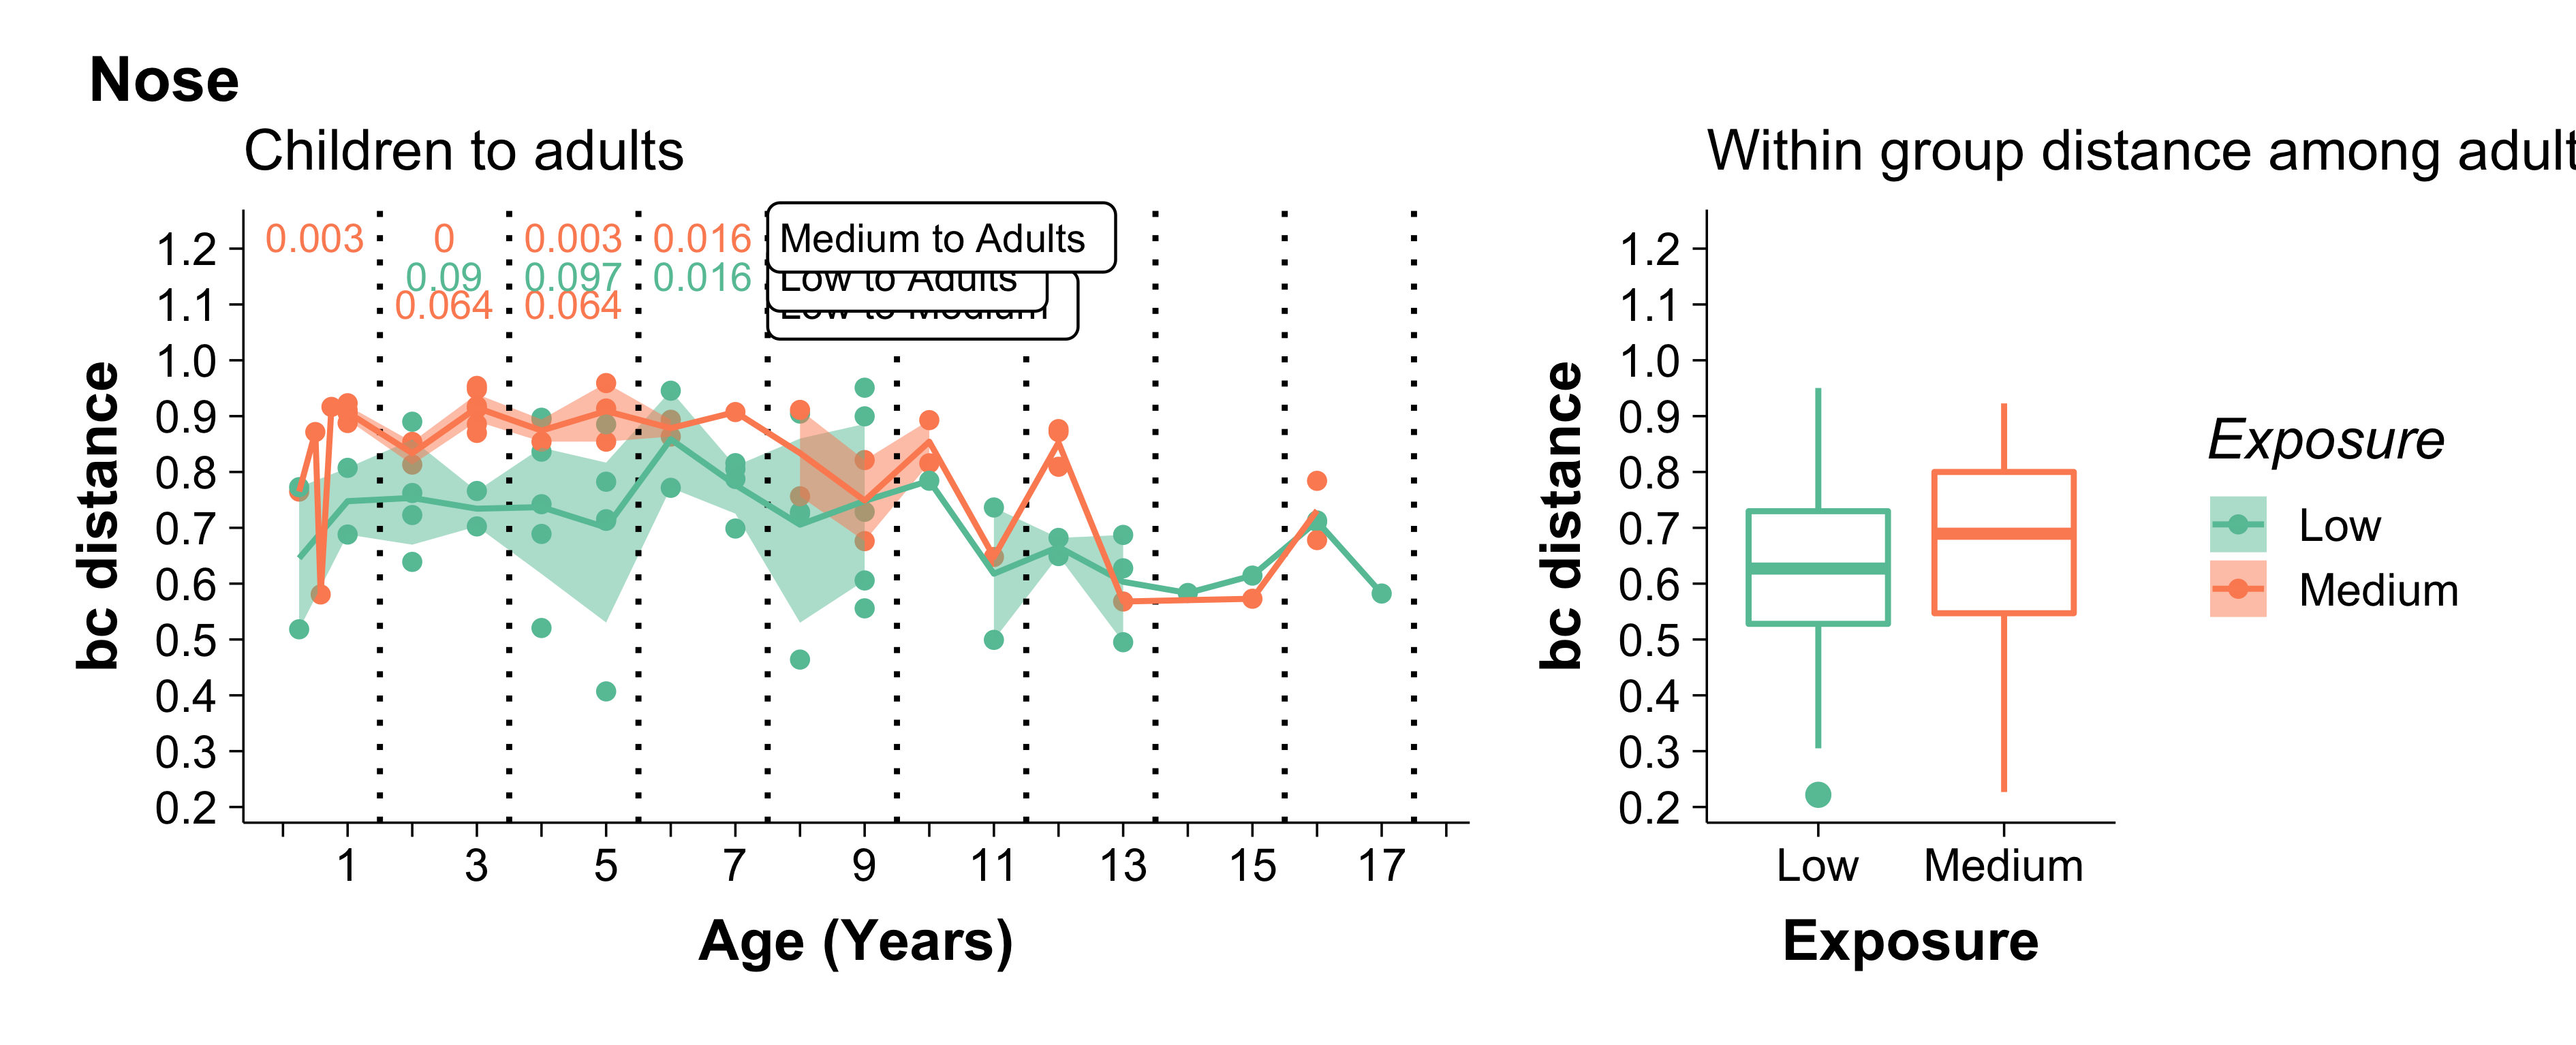 Nose
Children to adults
Within group distance among adult
0.003 0 0.003 0.016 Medium to Adults
0.09 0.097 0.016 Low to Adults
0.064 0.064 Low to Medium
bc distance
1.2
1.1
1.0
0.9
0.8
0.7
0.6
0.5
0.4
0.3
0.2
1 3 5 7 9 11 13 15 17
Age (Years)
bc distance
1.2
1.1
1.0
0.9
0.8
0.7
0.6
0.5
0.4
0.3
0.2
Low Medium
Exposure
Exposure
Low
Medium